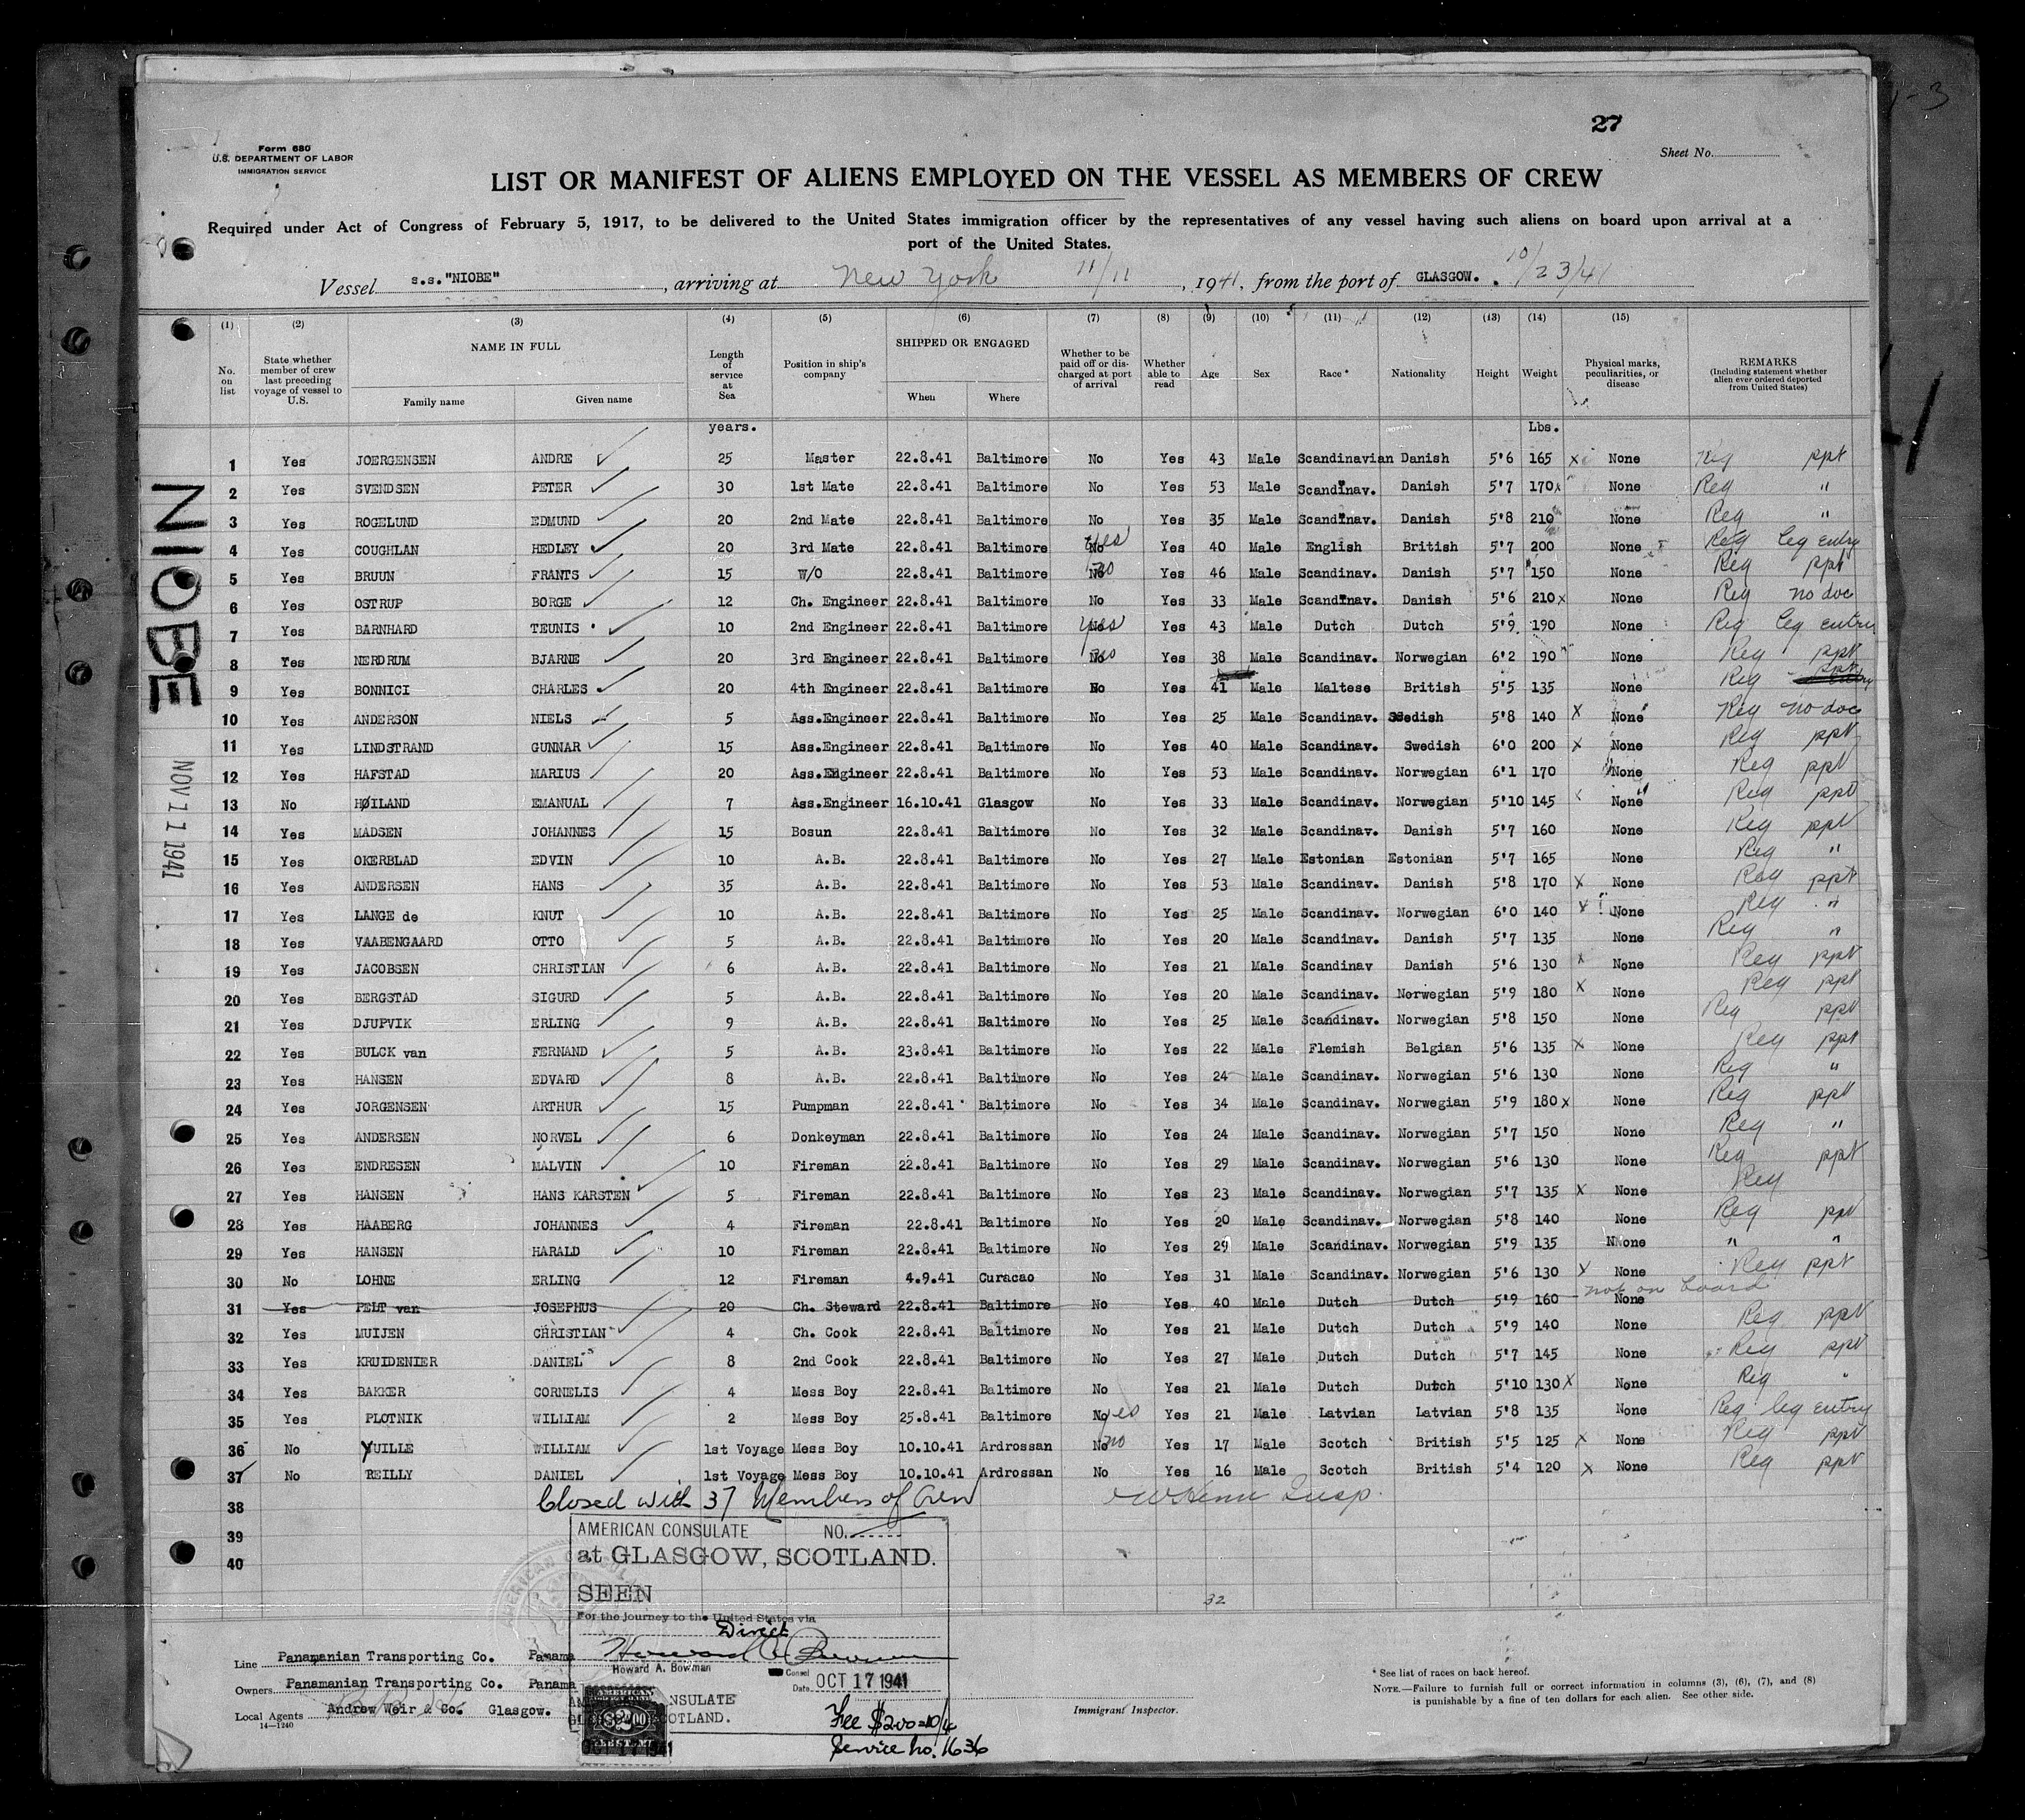 27
Form 680
U.S. DEPARTMENT OF LABOR
IMMIGRATION SERVICE
Sheet No.
LIST OR MANIFEST OF ALIENS EMPLOYED ON THE VESSEL AS MEMBERS OF CREW
Required under Act of Congress of February 5, 1917, to be delivered to the United States immigration officer by the representatives of any vessel having such aliens on board upon arrival at a
port of the United States.
Vessel s.s."NIOBE", arriving at New York 11/11, 1941, from the port of GLASGOW. 10/23/41
(1) (2) (3) (4) (5) (6) (7) (8) (9) (10) (11) (12) (13) (14) (15)
No. on list | State whether member of crew last preceding voyage of vessel to U.S. | NAME IN FULL | Family name | Given name | Length of service at Sea | Position in ship's company | SHIPPED OR ENGAGED | When | Where | Whether to be paid off or discharged at port of arrival | Whether able to read | Age | Sex | Race* | Nationality | Height | Weight | Physical marks, peculiarities, or disease | REMARKS (Including statement whether alien ever ordered deported from United States)
years. Lbs.
1 Yes JOERGENSEN ANDRE 25 Master 22.8.41 Baltimore No Yes 43 Male Scandinavian Danish 5'6 165 x None Reg ppt
2 Yes SVENDSEN PETER 30 1st Mate 22.8.41 Baltimore No Yes 53 Male Scandinav. Danish 5'7 170x None Reg "
3 Yes ROGELUND EDMUND 20 2nd Mate 22.8.41 Baltimore No Yes 35 Male Scandinav. Danish 5'8 210 None Reg "
4 Yes COUGHLAN HEDLEY 20 3rd Mate 22.8.41 Baltimore No yes Yes 40 Male English British 5'7 200 None Reg leg entry
5 Yes BRUUN FRANTS 15 W/O 22.8.41 Baltimore No no Yes 46 Male Scandinav. Danish 5'7 150 None Reg ppt
6 Yes OSTRUP BORGE 12 Ch. Engineer 22.8.41 Baltimore No Yes 33 Male Scandinav. Danish 5'6 210x None Reg no doc
7 Yes BARNHARD TEUNIS 10 2nd Engineer 22.8.41 Baltimore No yes Yes 43 Male Dutch Dutch 5'9 190 None Reg leg entry
8 Yes NERDRUM BJARNE 20 3rd Engineer 22.8.41 Baltimore No no Yes 38 Male Scandinav. Norwegian 6'2 190 None Reg ppt
9 Yes BONNICI CHARLES 20 4th Engineer 22.8.41 Baltimore No Yes 41 Male Maltese British 5'5 135 None Reg ppt
10 Yes ANDERSON NIELS 5 Ass.Engineer 22.8.41 Baltimore No Yes 25 Male Scandinav. Swedish 5'8 140 x None Reg no doc
11 Yes LINDSTRAND GUNNAR 15 Ass.Engineer 22.8.41 Baltimore No Yes 40 Male Scandinav. Swedish 6'0 200 x None Reg ppt
12 Yes HAFSTAD MARIUS 20 Ass.Engineer 22.8.41 Baltimore No Yes 53 Male Scandinav. Norwegian 6'1 170 None Reg ppt
13 No HØILAND EMANUAL 7 Ass.Engineer 16.10.41 Glasgow No Yes 33 Male Scandinav. Norwegian 5'10 145 None Reg ppt
14 Yes MADSEN JOHANNES 15 Bosun 22.8.41 Baltimore No Yes 32 Male Scandinav. Danish 5'7 160 None Reg ppt
15 Yes OKERBLAD EDVIN 10 A.B. 22.8.41 Baltimore No Yes 27 Male Estonian Estonian 5'7 165 None Reg "
16 Yes ANDERSEN HANS 35 A.B. 22.8.41 Baltimore No Yes 53 Male Scandinav. Danish 5'8 170 x None Reg ppt
17 Yes LANGE de KNUT 10 A.B. 22.8.41 Baltimore No Yes 25 Male Scandinav. Norwegian 6'0 140 x None Reg "
18 Yes VAABENGAARD OTTO 5 A.B. 22.8.41 Baltimore No Yes 20 Male Scandinav. Danish 5'7 135 None Reg "
19 Yes JACOBSEN CHRISTIAN 6 A.B. 22.8.41 Baltimore No Yes 21 Male Scandinav Danish 5'6 130 x None Reg ppt
20 Yes BERGSTAD SIGURD 5 A.B. 22.8.41 Baltimore No Yes 20 Male Scandinav. Norwegian 5'9 180 x None Reg ppt
21 Yes DJUPVIK ERLING 9 A.B. 22.8.41 Baltimore No Yes 25 Male Scandinav. Norwegian 5'8 150 None Reg ppt
22 Yes BULCK van FERNAND 5 A.B. 23.8.41 Baltimore No Yes 22 Male Flemish Belgian 5'6 135 x None Reg ppt
23 Yes HANSEN EDVARD 8 A.B. 22.8.41 Baltimore No Yes 24 Male Scandinav. Norwegian 5'6 130 None Reg "
24 Yes JORGENSEN ARTHUR 15 Pumpman 22.8.41 Baltimore No Yes 34 Male Scandinav. Norwegian 5'9 180x None Reg ppt
25 Yes ANDERSEN NORVEL 6 Donkeyman 22.8.41 Baltimore No Yes 24 Male Scandinav. Norwegian 5'7 150 None Reg "
26 Yes ENDRESEN MALVIN 10 Fireman 22.8.41 Baltimore No Yes 29 Male Scandinav. Norwegian 5'6 130 None Reg ppt
27 Yes HANSEN HANS KARSTEN 5 Fireman 22.8.41 Baltimore No Yes 23 Male Scandinav. Norwegian 5'7 135 x None Reg
28 Yes HAABERG JOHANNES 4 Fireman 22.8.41 Baltimore No Yes 20 Male Scandinav. Norwegian 5'8 140 None Reg ppt
29 Yes HANSEN HARALD 10 Fireman 22.8.41 Baltimore No Yes 29 Male Scandinav. Norwegian 5'9 135 None " "
30 No LOHNE ERLING 12 Fireman 4.9.41 Curacao No Yes 31 Male Scandinav. Norwegian 5'6 130 x None Reg ppt
31 Yes PELT van JOSEPHUS 20 Ch. Steward 22.8.41 Baltimore No Yes 40 Male Dutch Dutch 5'9 160 None not on board
32 Yes MUIJEN CHRISTIAN 4 Ch. Cook 22.8.41 Baltimore No Yes 21 Male Dutch Dutch 5'9 140 None Reg ppt
33 Yes KRUIDENIER DANIEL 8 2nd Cook 22.8.41 Baltimore No Yes 27 Male Dutch Dutch 5'7 145 None Reg ppt
34 Yes BAKKER CORNELIS 4 Mess Boy 22.8.41 Baltimore No Yes 21 Male Dutch Dutch 5'10 130x None Reg "
35 Yes PLOTNIK WILLIAM 2 Mess Boy 25.8.41 Baltimore No yes Yes 21 Male Latvian Latvian 5'8 135 None Reg leg entry
36 No YUILLE WILLIAM 1st Voyage Mess Boy 10.10.41 Ardrossan No no Yes 17 Male Scotch British 5'5 125 x None Reg ppt
37 No REILLY DANIEL 1st Voyage Mess Boy 10.10.41 Ardrossan No Yes 16 Male Scotch British 5'4 120 x None Reg ppt
38 Closed with 37 Members of Crew Insp.
39
40
NIOBE
NOV 11 1941
AMERICAN CONSULATE NO.
at GLASGOW, SCOTLAND.
SEEN
For the journey to the United States via
Direct
Howard A. Bowman
Consul
Date OCT 17 1941
32
Line Panamanian Transporting Co. Panama
Owners Panamanian Transporting Co. Panama
Local Agents Andrew Weir & Co. Glasgow.
14—1240
AMERICAN
$2.00
OCT 17 1941
Fee $2.00=10/4
Service No. 1636
Immigrant Inspector.
* See list of races on back hereof.
NOTE.—Failure to furnish full or correct information in columns (3), (6), (7), and (8)
is punishable by a fine of ten dollars for each alien. See other side.